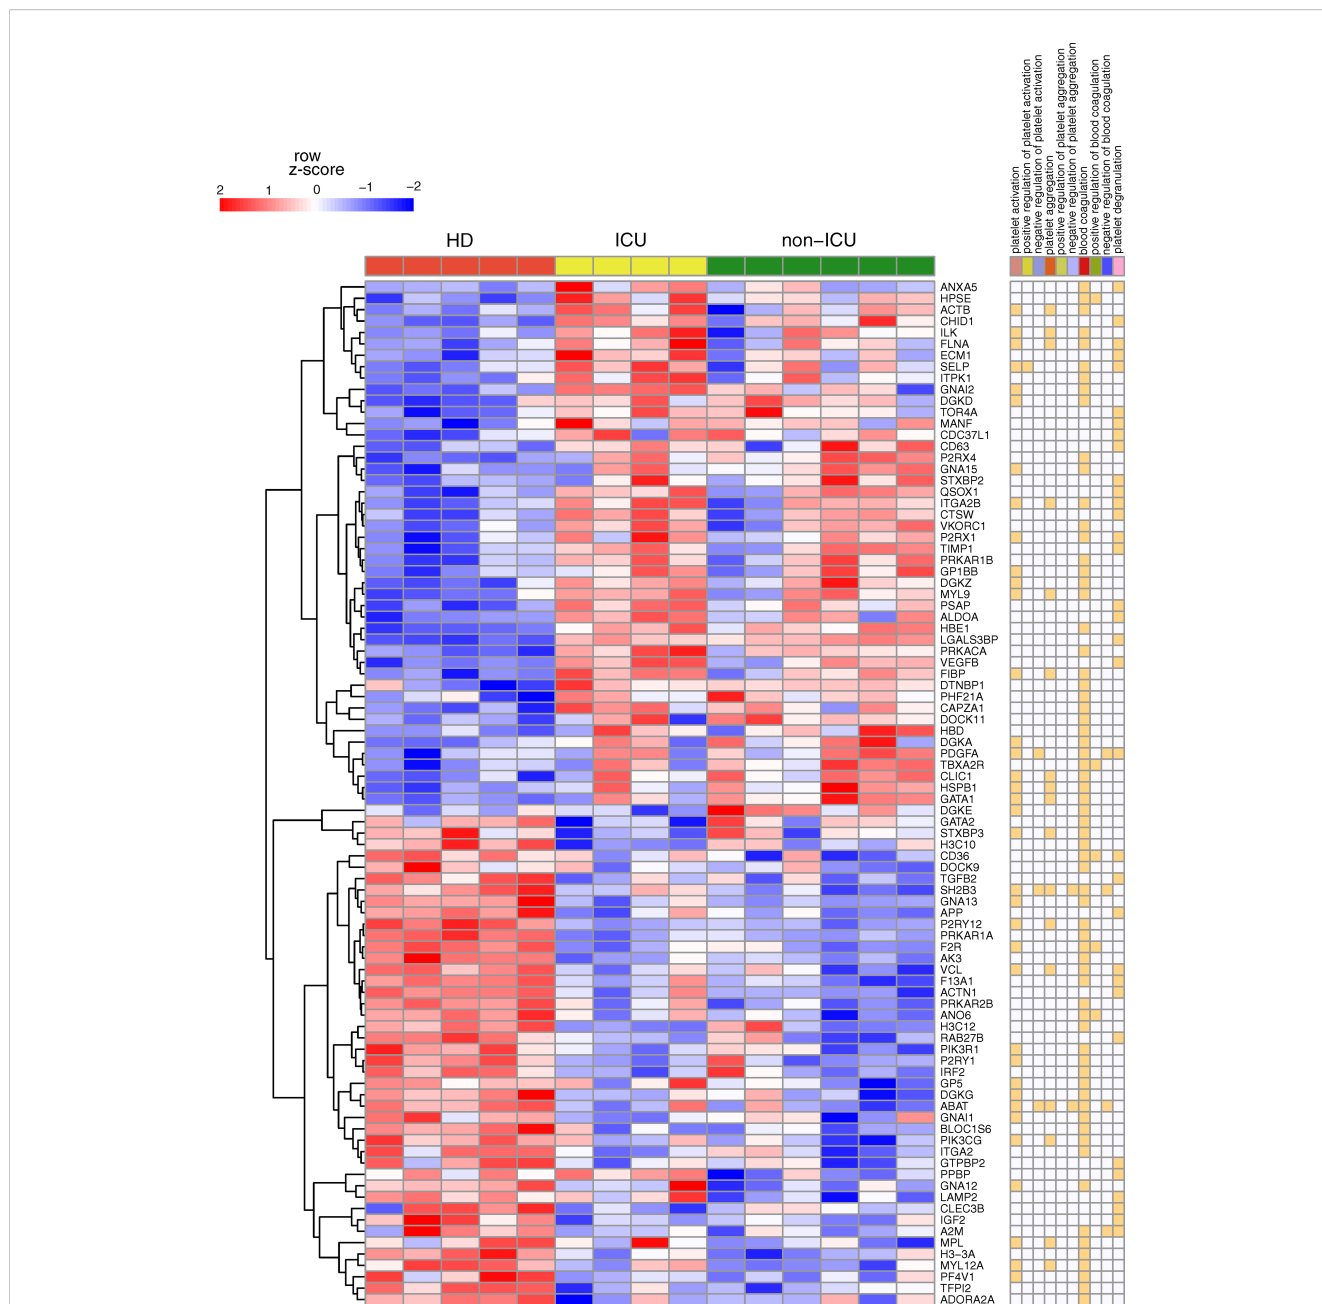 platelet activation
positive regulation of platelet activation
negative regulation of platelet activation
platelet aggregation
positive regulation of platelet aggregation
negative regulation of platelet aggregation
blood coagulation
positive regulation of blood coagulation
negative regulation of blood coagulation
platelet degranulation
row
z-score
2 1 0 −1 −2
HD ICU non−ICU
ANXA5
HPSE
ACTB
CHID1
ILK
FLNA
ECM1
SELP
ITPK1
GNAI2
DGKD
TOR4A
MANF
CDC37L1
CD63
P2RX4
GNA15
STXBP2
QSOX1
ITGA2B
CTSW
VKORC1
P2RX1
TIMP1
PRKAR1B
GP1BB
DGKZ
MYL9
PSAP
ALDOA
HBE1
LGALS3BP
PRKACA
VEGFB
FIBP
DTNBP1
PHF21A
CAPZA1
DOCK11
HBD
DGKA
PDGFA
TBXA2R
CLIC1
HSPB1
GATA1
DGKE
GATA2
STXBP3
H3C10
CD36
DOCK9
TGFB2
SH2B3
GNA13
APP
P2RY12
PRKAR1A
F2R
AK3
VCL
F13A1
ACTN1
PRKAR2B
ANO6
H3C12
RAB27B
PIK3R1
P2RY1
IRF2
GP5
DGKG
ABAT
GNAI1
BLOC1S6
PIK3CG
ITGA2
GTPBP2
PPBP
GNA12
LAMP2
CLEC3B
IGF2
A2M
MPL
H3−3A
MYL12A
PF4V1
TFPI2
ADORA2A